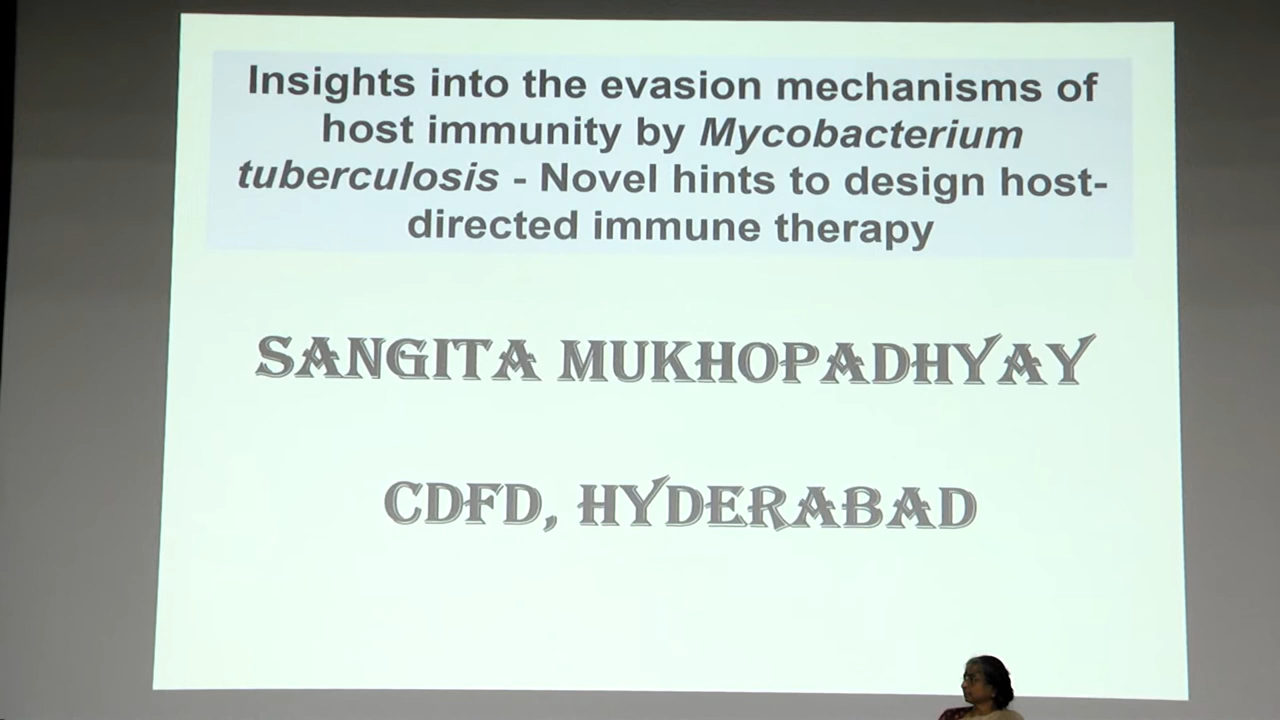 Insights into the evasion mechanisms of
host immunity by Mycobacterium
tuberculosis - Novel hints to design host-
directed immune therapy
SANGITA MUKHOPADHYAY
CDFD, HYDERABAD